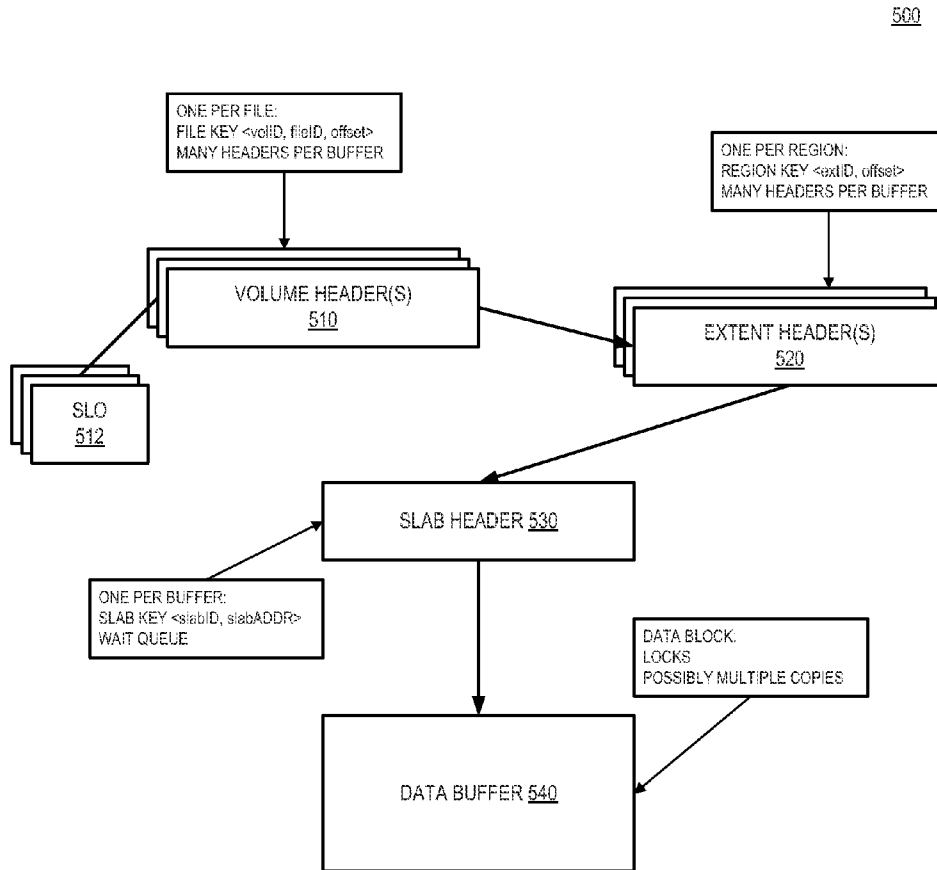 500
ONE PER FILE:
FILE KEY <volID, fileID, offset>
MANY HEADERS PER BUFFER
ONE PER REGION:
REGION KEY <extID, offset>
MANY HEADERS PER BUFFER
VOLUME HEADER(S)
510
EXTENT HEADER(S)
520
SLO
512
SLAB HEADER 530
ONE PER BUFFER:
SLAB KEY <slabID, slabADDR>
WAIT QUEUE
DATA BLOCK:
LOCKS
POSSIBLY MULTIPLE COPIES
DATA BUFFER 540